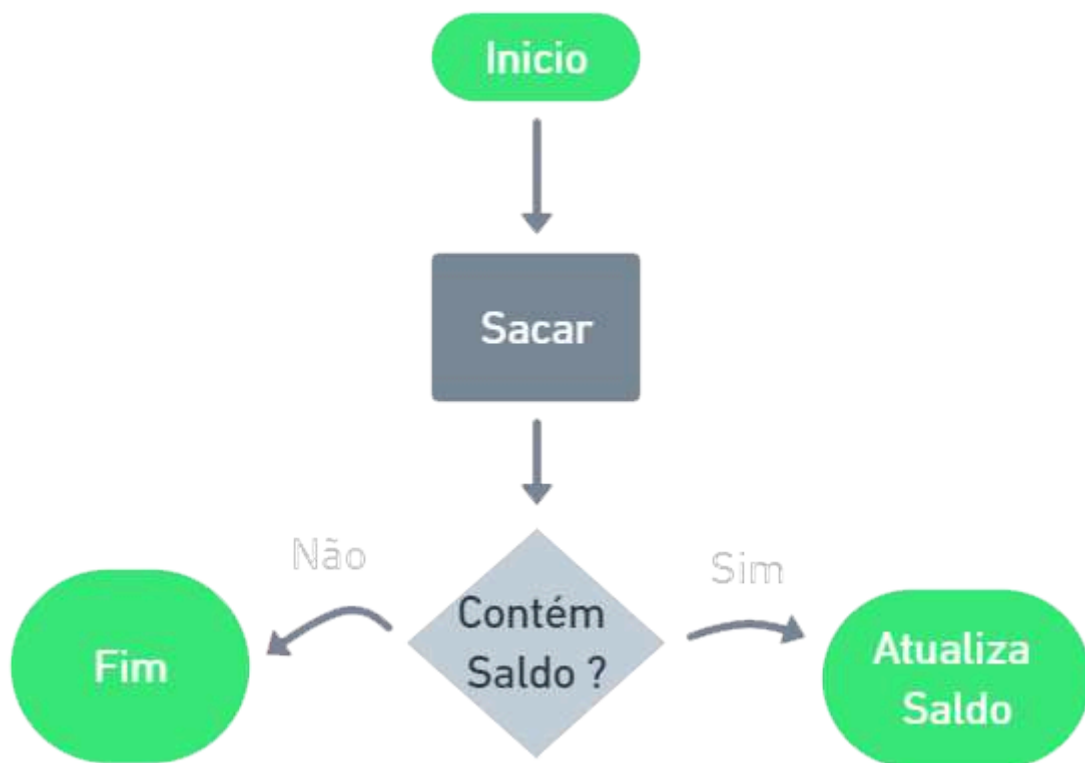 Inicio
Sacar
Não
Sim
Contém
Saldo ?
Fim
Atualiza
Saldo